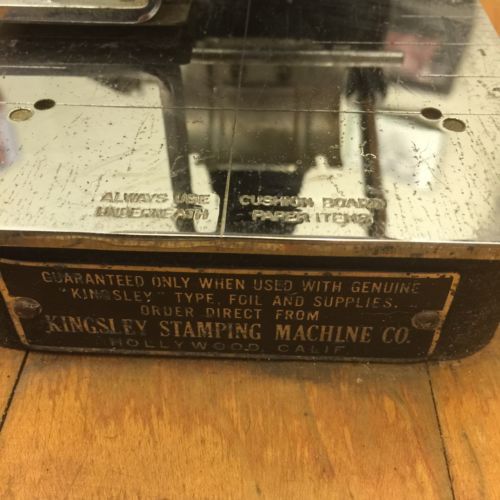 ALWAYS USE CUSHION BOARD
UNDERNEATH PAPER ITEMS
GUARANTEED ONLY WHEN USED WITH GENUINE
"KINGSLEY" TYPE, FOIL AND SUPPLIES.
ORDER DIRECT FROM
KINGSLEY STAMPING MACHINE CO.
HOLLYWOOD, CALIF.